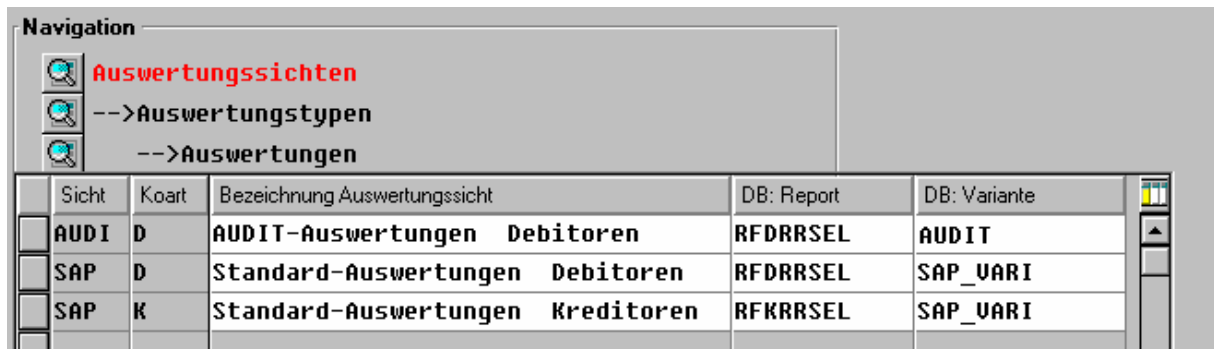 Navigation
Auswertungssichten
-->Auswertungstypen
-->Auswertungen
Sicht Koart Bezeichnung Auswertungssicht DB: Report DB: Variante
AUDI D AUDIT-Auswertungen Debitoren RFDRRSEL AUDIT
SAP D Standard-Auswertungen Debitoren RFDRRSEL SAP_VARI
SAP K Standard-Auswertungen Kreditoren RFKRRSEL SAP_VARI